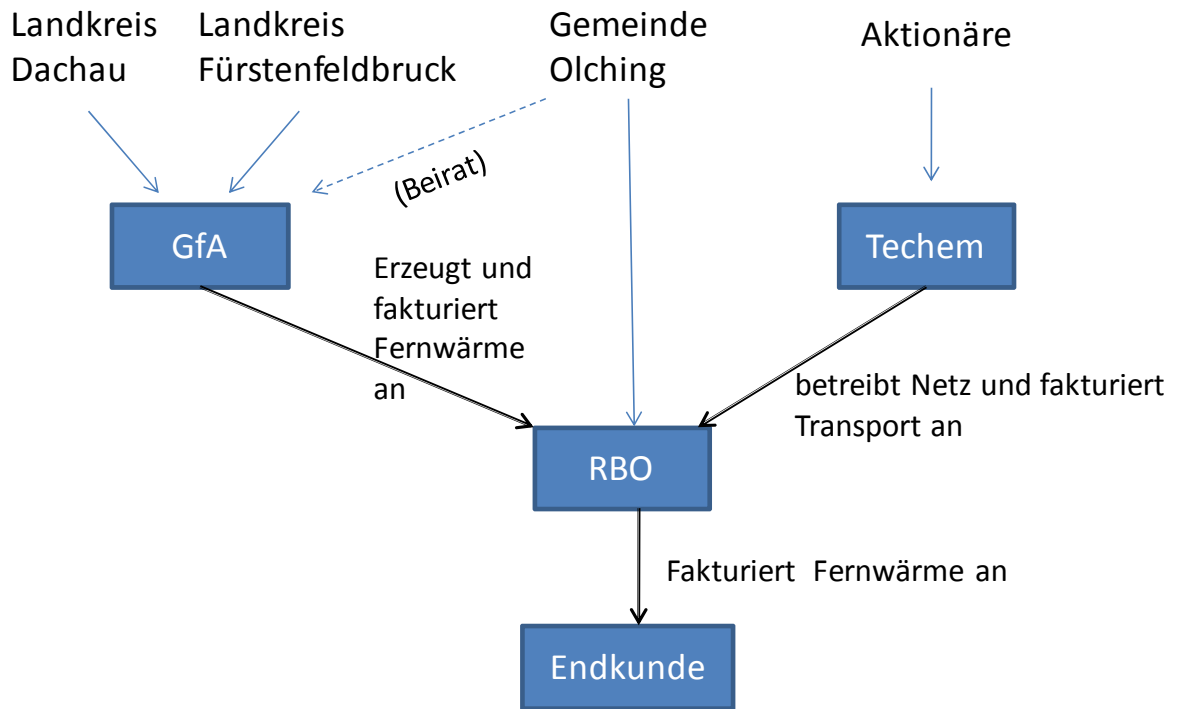 Landkreis
Dachau
Landkreis
Fürstenfeldbruck
Gemeinde
Olching
Aktionäre
(Beirat)
GfA
Techem
Erzeugt und
fakturiert
Fernwärme
an
betreibt Netz und fakturiert
Transport an
RBO
Fakturiert Fernwärme an
Endkunde